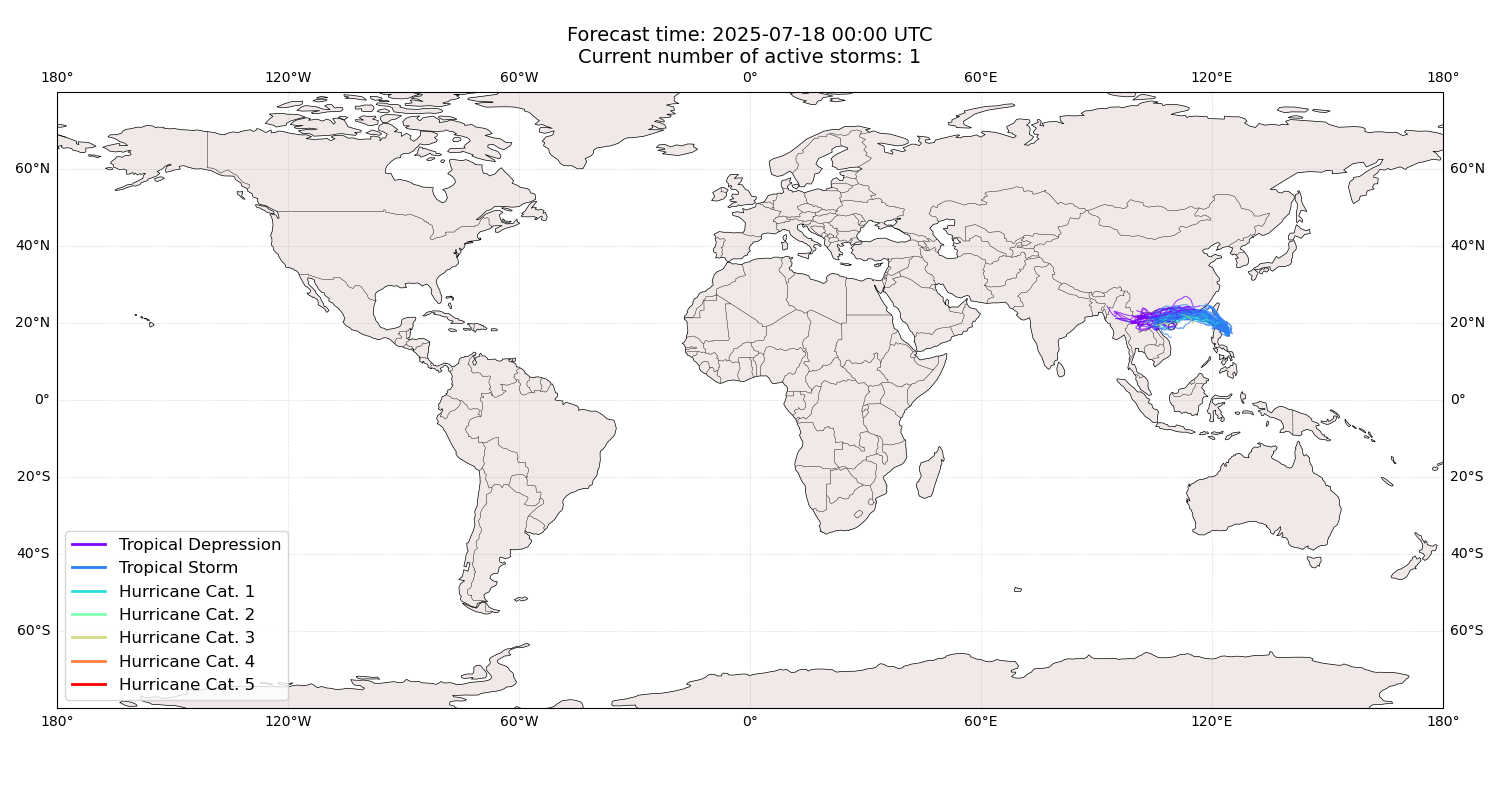 Forecast time: 2025-07-18 00:00 UTC
Current number of active storms: 1
180° 120°W 60°W 0° 60°E 120°E 180°
60°N 60°N
40°N 40°N
20°N 20°N
0° 0°
20°S 20°S
40°S 40°S
60°S 60°S
Tropical Depression
Tropical Storm
Hurricane Cat. 1
Hurricane Cat. 2
Hurricane Cat. 3
Hurricane Cat. 4
Hurricane Cat. 5
180° 120°W 60°W 0° 60°E 120°E 180°